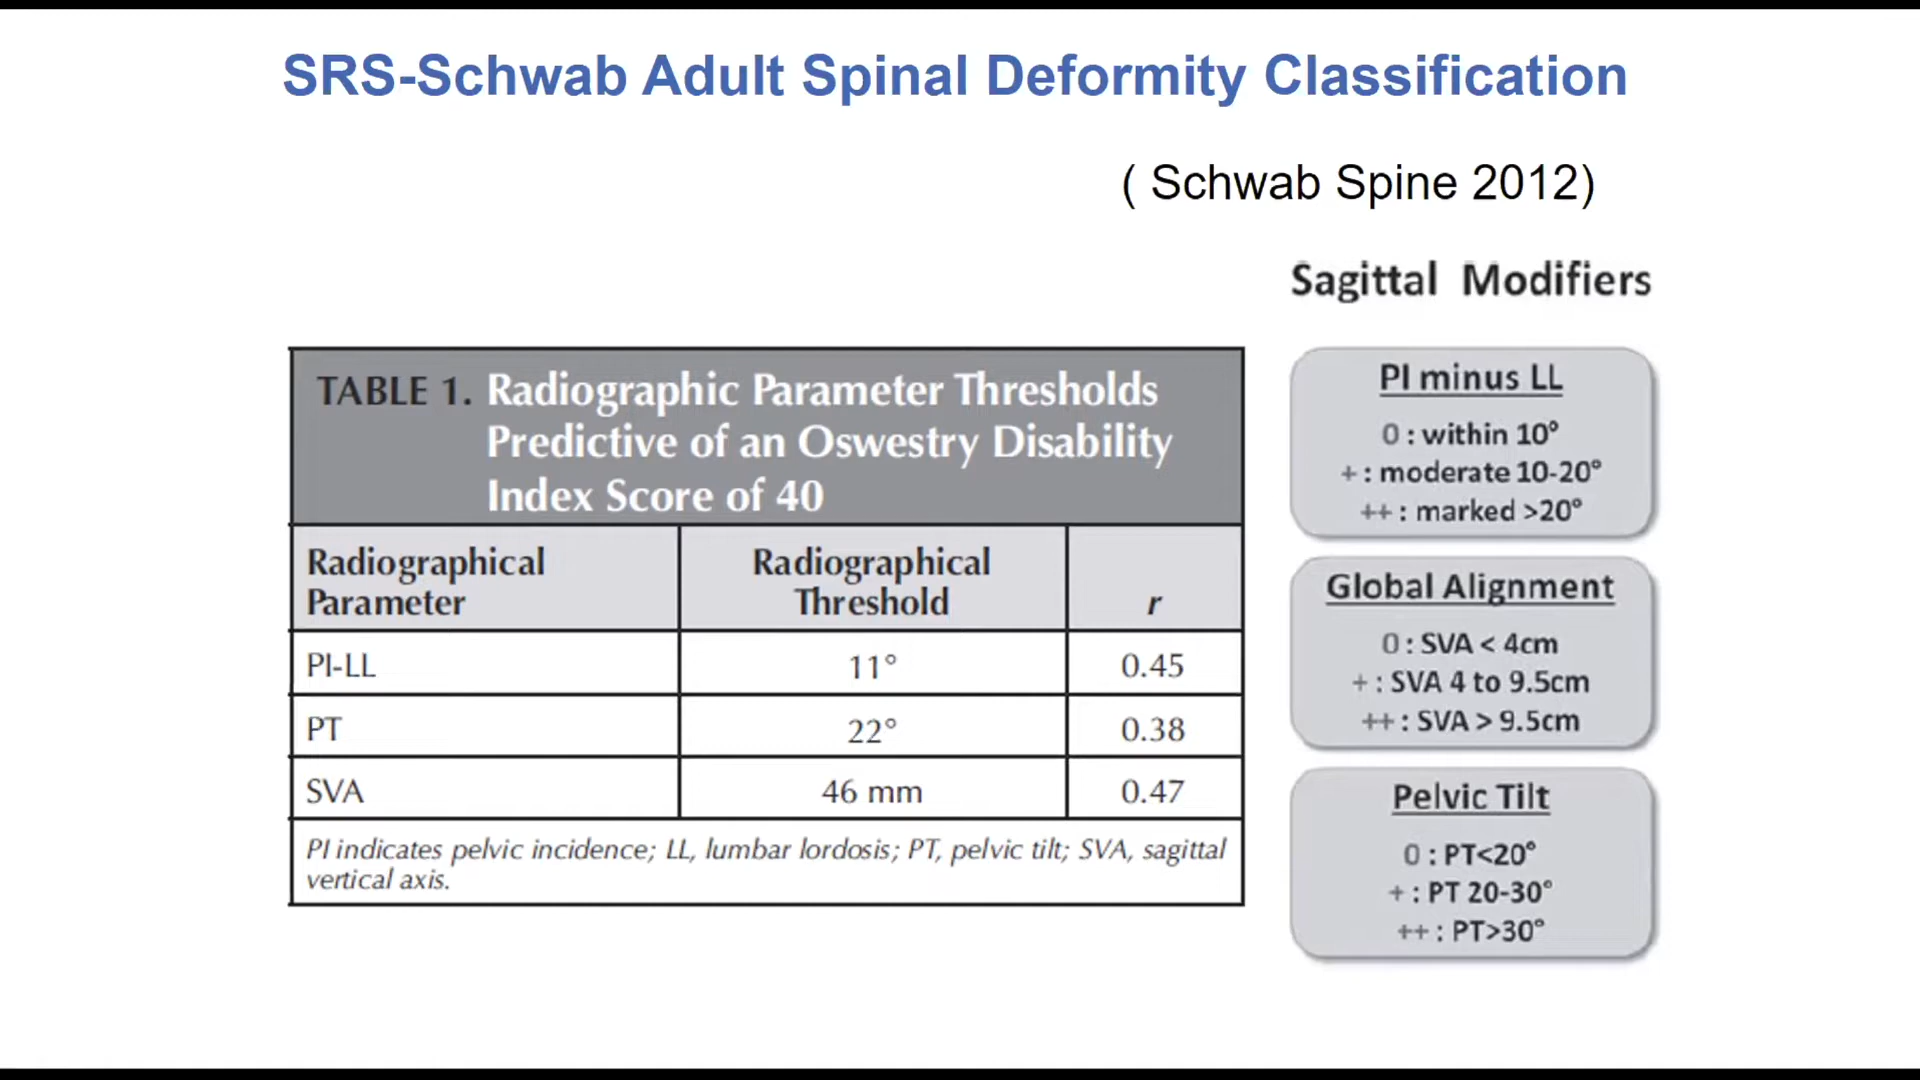 SRS-Schwab Adult Spinal Deformity Classification
( Schwab Spine 2012)
TABLE 1. Radiographic Parameter Thresholds
Predictive of an Oswestry Disability
Index Score of 40
Radiographical Parameter | Radiographical Threshold | r
PI-LL | 11° | 0.45
PT | 22° | 0.38
SVA | 46 mm | 0.47
PI indicates pelvic incidence; LL, lumbar lordosis; PT, pelvic tilt; SVA, sagittal
vertical axis.
Sagittal Modifiers
PI minus LL
0 : within 10°
+ : moderate 10-20°
++ : marked >20°
Global Alignment
0 : SVA < 4cm
+ : SVA 4 to 9.5cm
++ : SVA > 9.5cm
Pelvic Tilt
0 : PT<20°
+ : PT 20-30°
++ : PT>30°